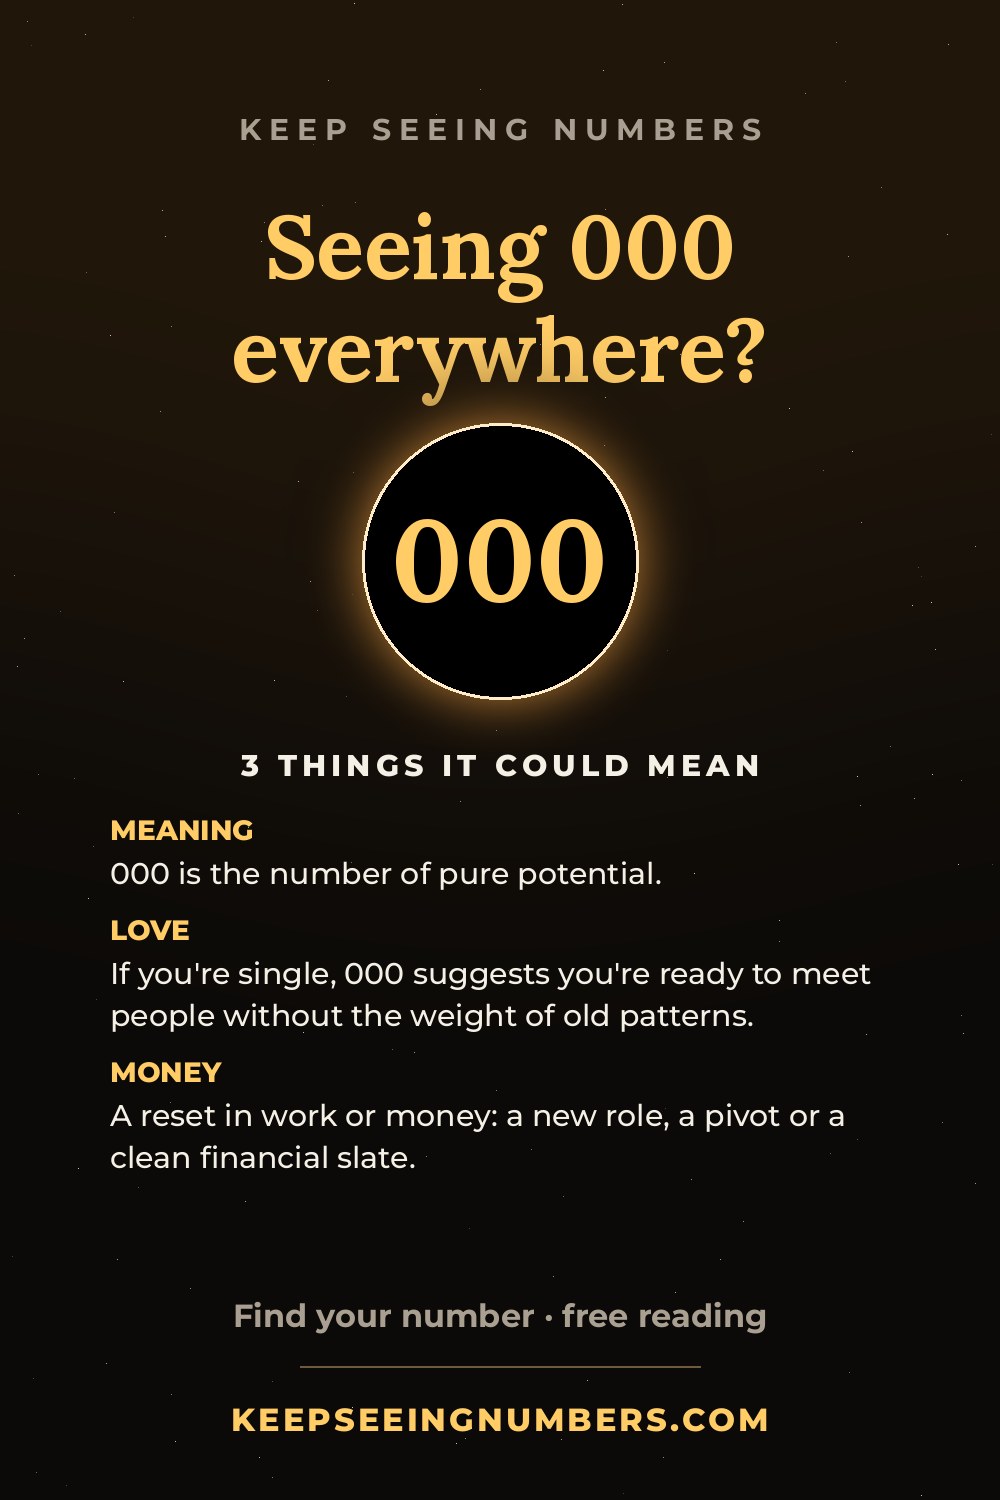 KEEP SEEING NUMBERS
Seeing 000
everywhere?
000
3 THINGS IT COULD MEAN
MEANING
000 is the number of pure potential.
LOVE
If you're single, 000 suggests you're ready to meet
people without the weight of old patterns.
MONEY
A reset in work or money: a new role, a pivot or a
clean financial slate.
Find your number · free reading
KEEPSEEINGNUMBERS.COM